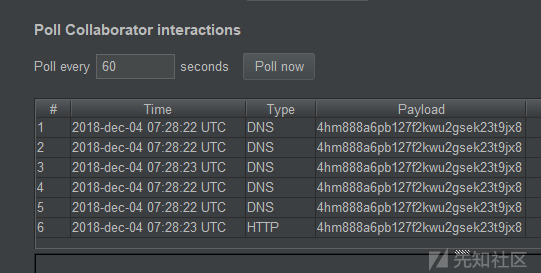 Poll Collaborator interactions
Poll every 60 seconds Poll now
# Time Type Payload
1 2018-dec-04 07:28:22 UTC DNS 4hm888a6pb127f2kwu2gsek23t9jx8
2 2018-dec-04 07:28:22 UTC DNS 4hm888a6pb127f2kwu2gsek23t9jx8
3 2018-dec-04 07:28:23 UTC DNS 4hm888a6pb127f2kwu2gsek23t9jx8
4 2018-dec-04 07:28:22 UTC DNS 4hm888a6pb127f2kwu2gsek23t9jx8
5 2018-dec-04 07:28:22 UTC DNS 4hm888a6pb127f2kwu2gsek23t9jx8
6 2018-dec-04 07:28:23 UTC HTTP 4hm888a6pb127f2kwu2gsek23t9jx8
先知社区